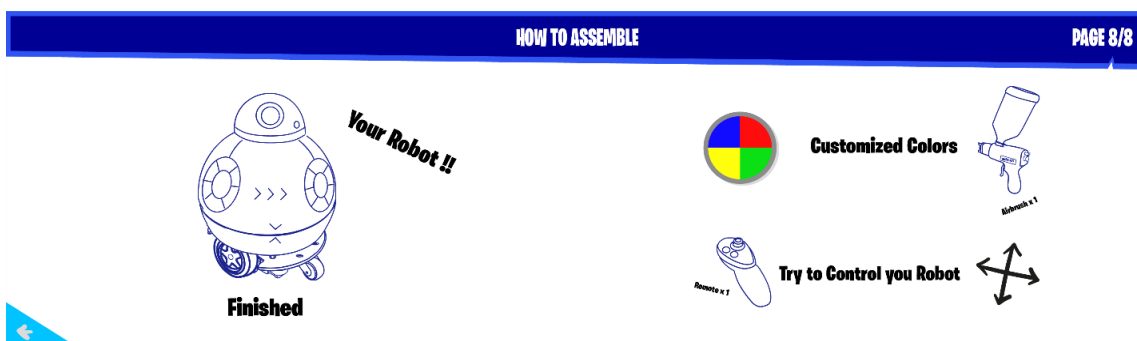 HOW TO ASSEMBLE
PAGE 8/8
Your Robot !!
Finished
Customized Colors
Airbrush x 1
Remote x 1
Try to Control you Robot